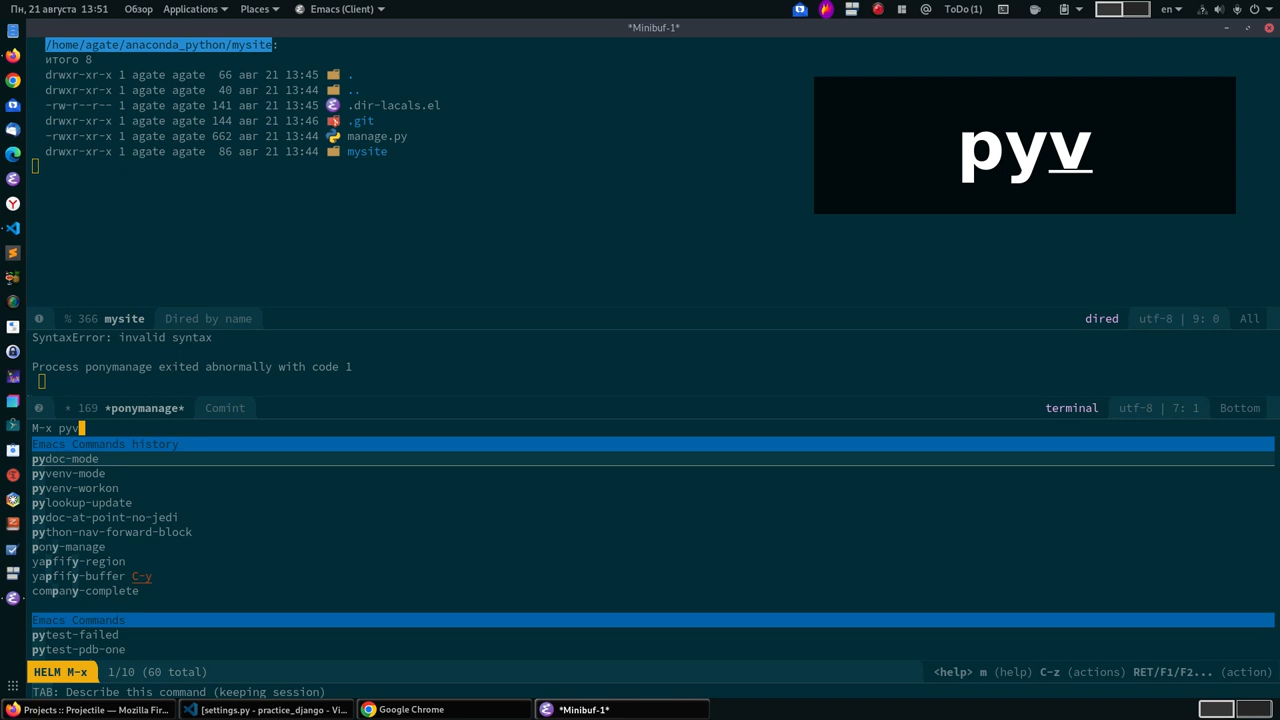 Пн, 21 августа 13:51 Обзор Applications Places Emacs (Client) ToDo (1) en
*Minibuf-1*
/home/agate/anaconda_python/mysite:
итого 8
drwxr-xr-x 1 agate agate 66 авг 21 13:45 .
drwxr-xr-x 1 agate agate 40 авг 21 13:44 ..
-rw-r--r-- 1 agate agate 141 авг 21 13:45 .dir-lacals.el
drwxr-xr-x 1 agate agate 144 авг 21 13:46 .git
-rwxr-xr-x 1 agate agate 662 авг 21 13:44 manage.py
drwxr-xr-x 1 agate agate 86 авг 21 13:44 mysite
pyv
% 366 mysite Dired by name dired utf-8 | 9: 0 All
SyntaxError: invalid syntax
Process ponymanage exited abnormally with code 1
* 169 *ponymanage* Comint terminal utf-8 | 7: 1 Bottom
M-x pyv
Emacs Commands history
pydoc-mode
pyvenv-mode
pyvenv-workon
pylookup-update
pydoc-at-point-no-jedi
python-nav-forward-block
pony-manage
yapfify-region
yapfify-buffer C-y
company-complete
Emacs Commands
pytest-failed
pytest-pdb-one
HELM M-x 1/10 (60 total) <help> m (help) C-z (actions) RET/F1/F2... (action)
TAB: Describe this command (keeping session)
Projects :: Projectile — Mozilla Fir... [settings.py - practice_django - Vi... Google Chrome *Minibuf-1*